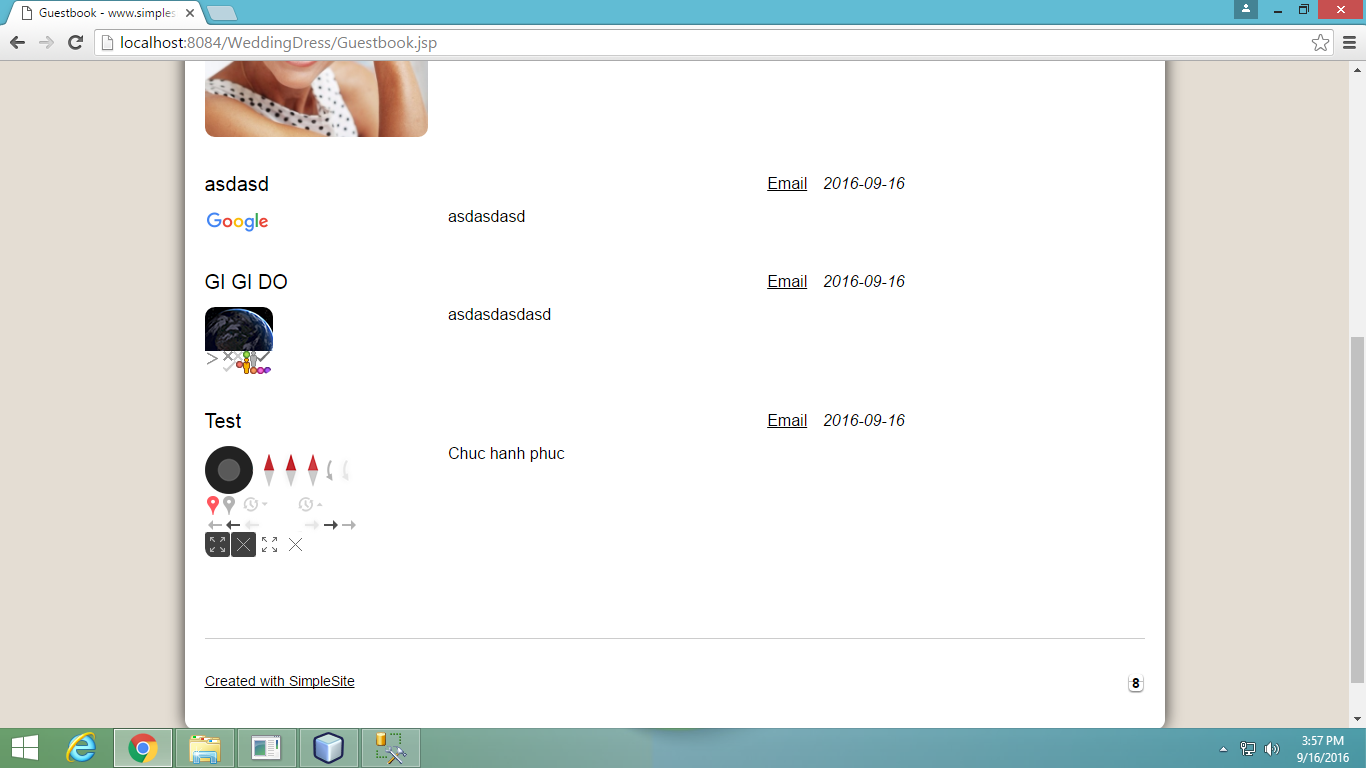 Guestbook - www.simples
localhost:8084/WeddingDress/Guestbook.jsp
asdasd
Email 2016-09-16
Google
asdasdasd
GI GI DO
Email 2016-09-16
asdasdasdasd
Test
Email 2016-09-16
Chuc hanh phuc
Created with SimpleSite
8
3:57 PM
9/16/2016